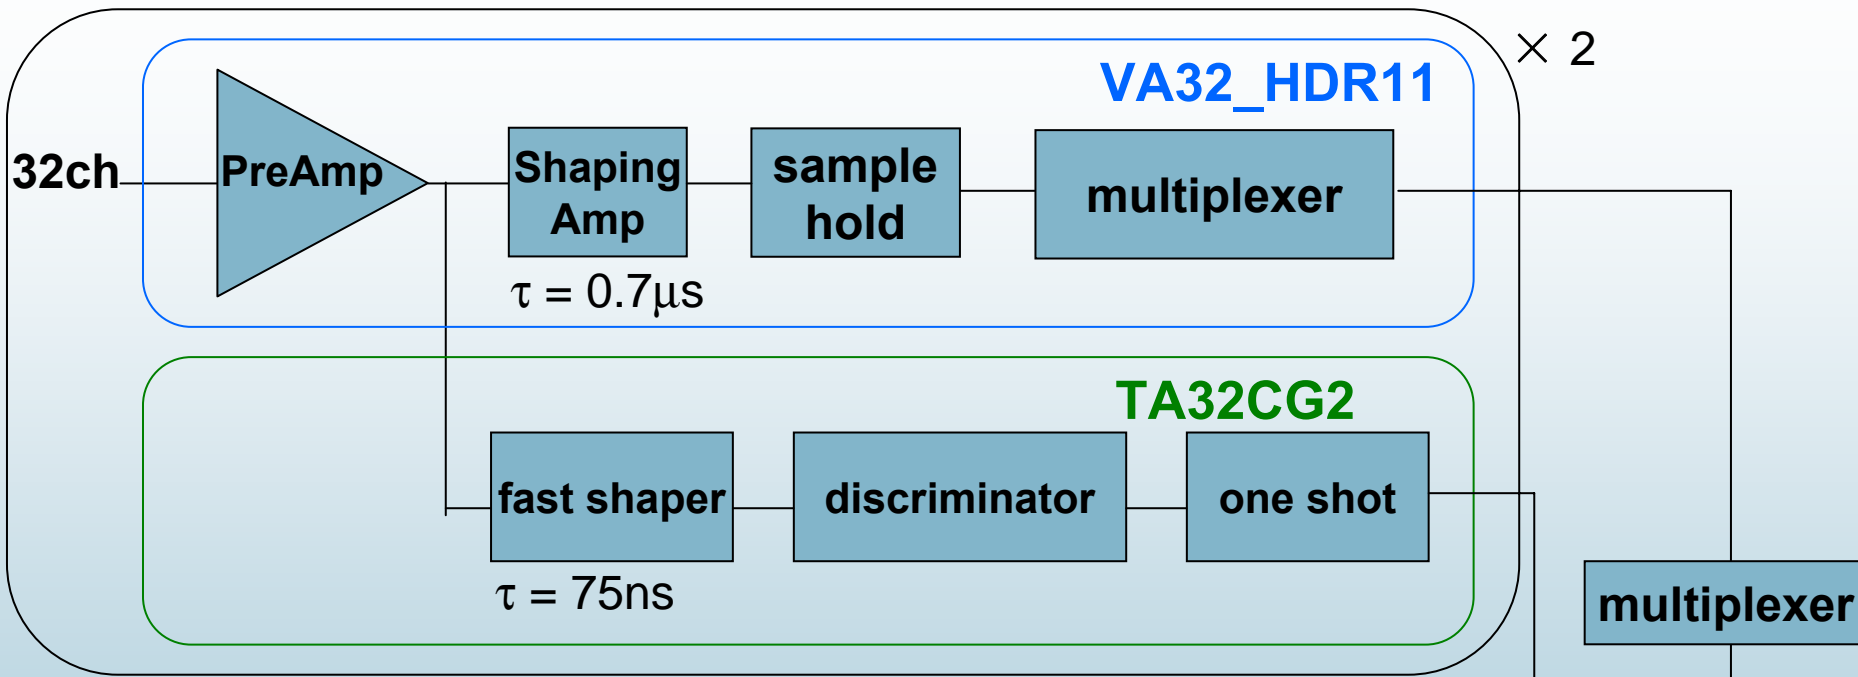 × 2
VA32_HDR11
32ch
PreAmp
Shaping
Amp
sample
hold
multiplexer
τ = 0.7μs
TA32CG2
fast shaper
discriminator
one shot
τ = 75ns
multiplexer